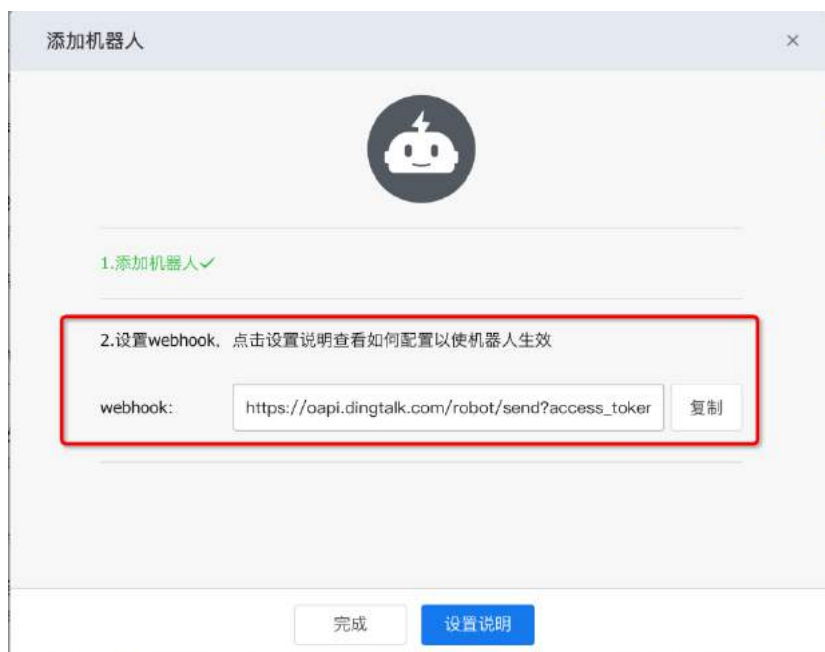 添加机器人
1.添加机器人
2.设置webhook，点击设置说明查看如何配置以使机器人生效
webhook: https://oapi.dingtalk.com/robot/send?access_toker 复制
完成 设置说明